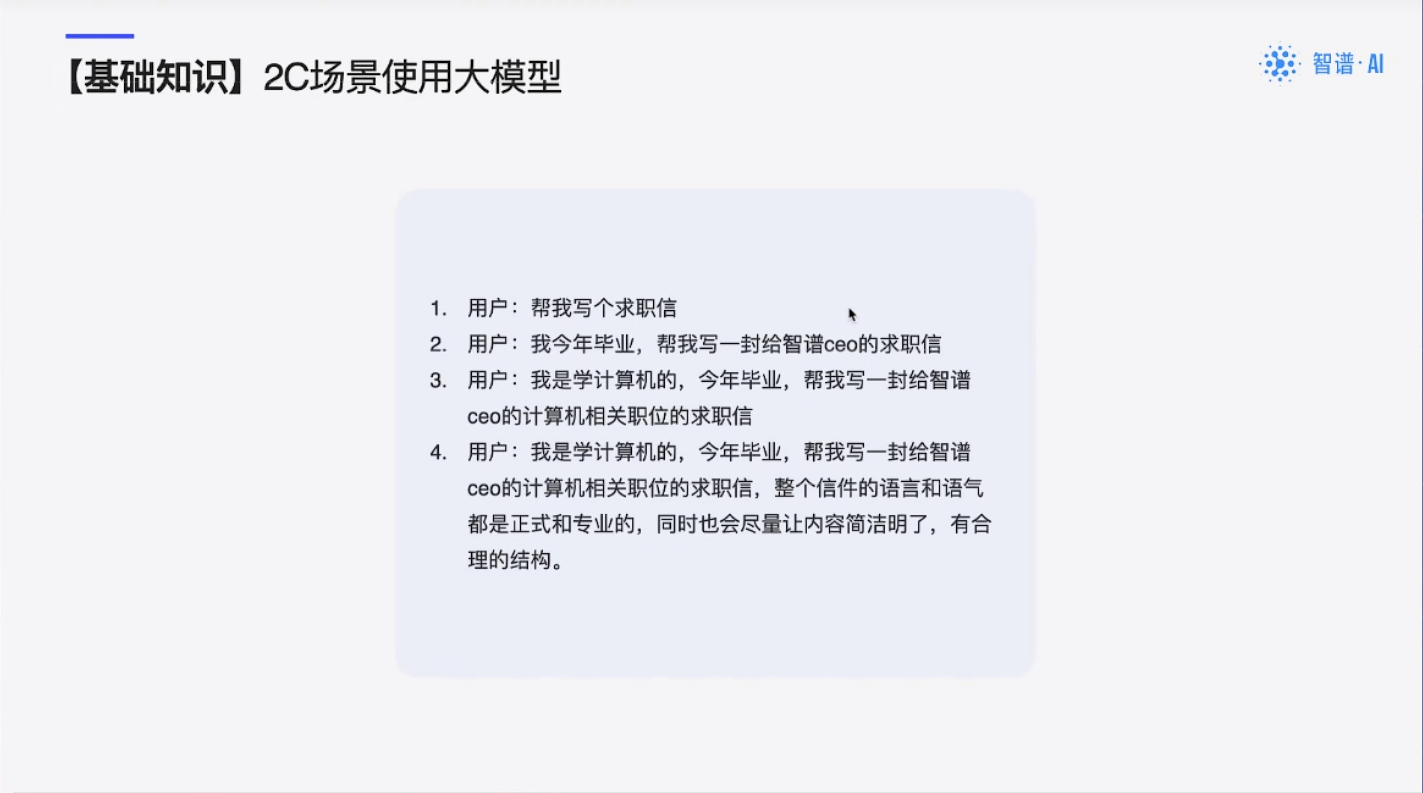 【基础知识】2C场景使用大模型
智谱·AI
1. 用户：帮我写个求职信
2. 用户：我今年毕业，帮我写一封给智谱ceo的求职信
3. 用户：我是学计算机的，今年毕业，帮我写一封给智谱
ceo的计算机相关职位的求职信
4. 用户：我是学计算机的，今年毕业，帮我写一封给智谱
ceo的计算机相关职位的求职信，整个信件的语言和语气
都是正式和专业的，同时也会尽量让内容简洁明了，有合
理的结构。